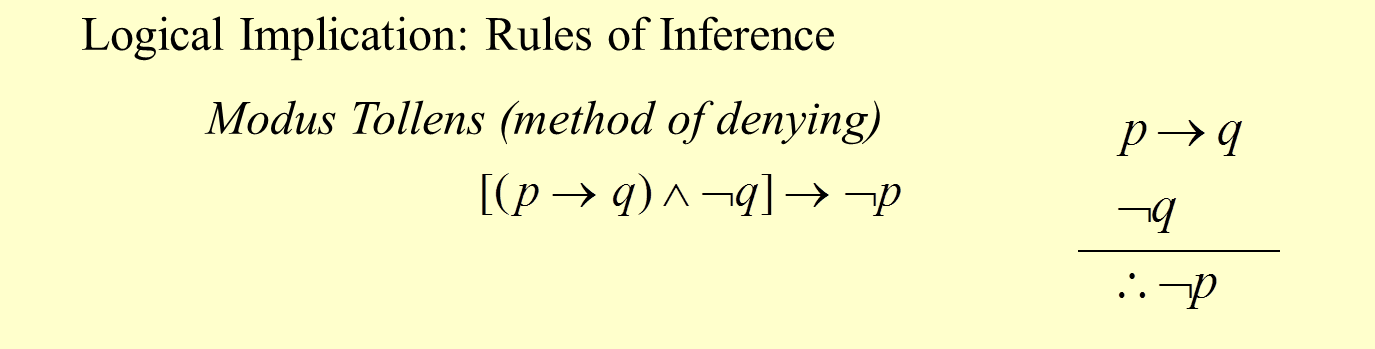 Logical Implication: Rules of Inference
Modus Tollens (method of denying)
[(p → q) ∧ ¬q] → ¬p
p → q
¬q
∴ ¬p